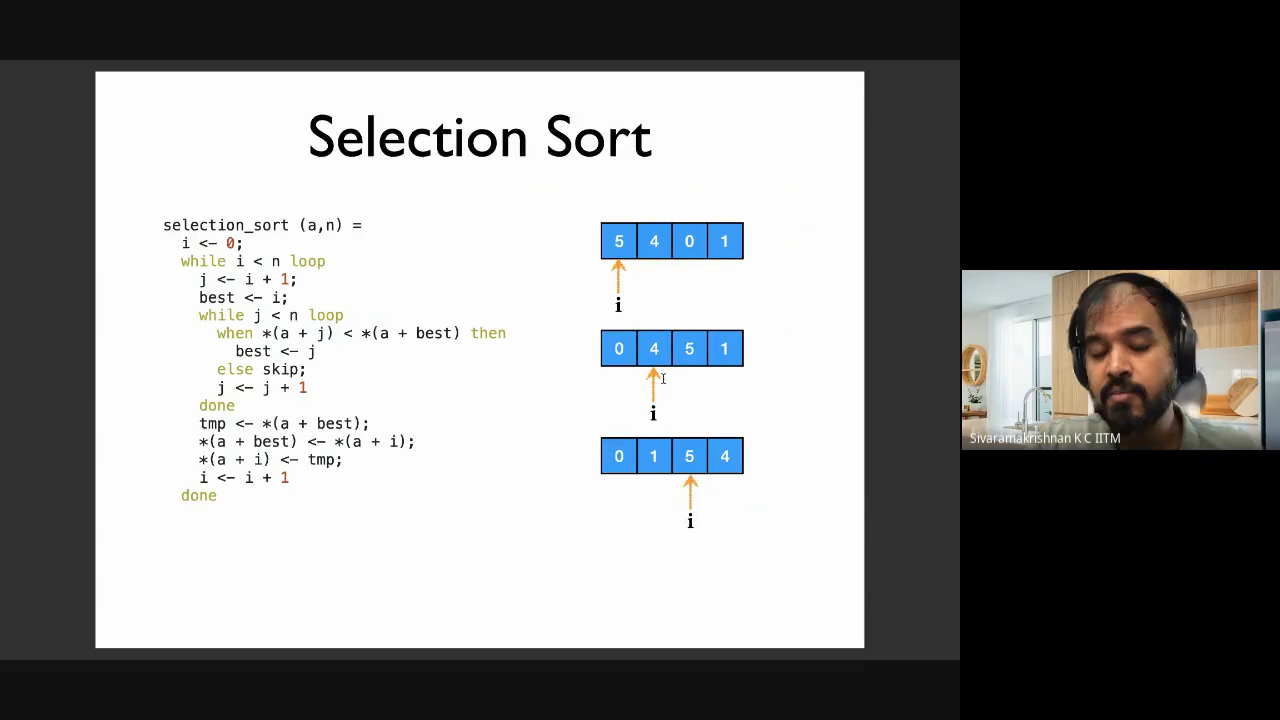 Selection Sort
selection_sort (a,n) =
i <- 0;
while i < n loop
j <- i + 1;
best <- i;
while j < n loop
when *(a + j) < *(a + best) then
best <- j
else skip;
j <- j + 1
done
tmp <- *(a + best);
*(a + best) <- *(a + i);
*(a + i) <- tmp;
i <- i + 1
done
5 4 0 1
i
0 4 5 1
i
0 1 5 4
i
Sivaramakrishnan K C IITM